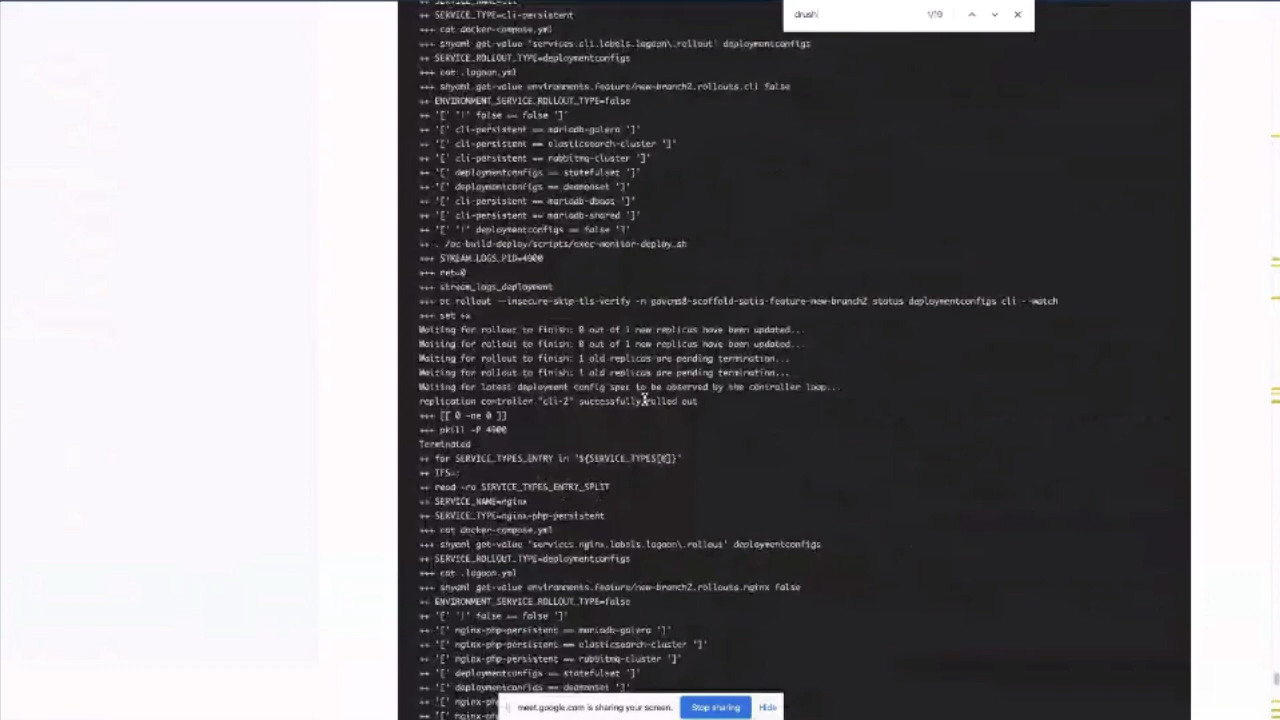 drush 1/19
++ SERVICE_TYPE=cli-persistent
+++ cat docker-compose.yml
+++ shyaml get-value 'services.cli.labels.lagoon\.rollout' deploymentconfigs
++ SERVICE_ROLLOUT_TYPE=deploymentconfigs
+++ cat .lagoon.yml
+++ shyaml get-value environments.feature/new-branch2.rollouts.cli false
++ ENVIRONMENT_SERVICE_ROLLOUT_TYPE=false
++ '[' '!' false == false ']'
++ '[' cli-persistent == mariadb-galera ']'
++ '[' cli-persistent == elasticsearch-cluster ']'
++ '[' cli-persistent == rabbitmq-cluster ']'
++ '[' deploymentconfigs == statefulset ']'
++ '[' deploymentconfigs == daemonset ']'
++ '[' cli-persistent == mariadb-dbaas ']'
++ '[' cli-persistent == mariadb-shared ']'
++ '[' '!' deploymentconfigs == false ']'
++ . /oc-build-deploy/scripts/exec-monitor-deploy.sh
+++ STREAM_LOGS_PID=4900
+++ ret=0
+++ stream_logs_deployment
+++ oc rollout --insecure-skip-tls-verify -n govcms8-scaffold-satis-feature-new-branch2 status deploymentconfigs cli --watch
+++ set +x
Waiting for rollout to finish: 0 out of 1 new replicas have been updated...
Waiting for rollout to finish: 0 out of 1 new replicas have been updated...
Waiting for rollout to finish: 1 old replicas are pending termination...
Waiting for rollout to finish: 1 old replicas are pending termination...
Waiting for latest deployment config spec to be observed by the controller loop...
replication controller "cli-2" successfully rolled out
+++ [[ 0 -ne 0 ]]
+++ pkill -P 4900
Terminated
++ for SERVICE_TYPES_ENTRY in '"${SERVICE_TYPES[@]}"'
++ IFS=:
++ read -ra SERVICE_TYPES_ENTRY_SPLIT
++ SERVICE_NAME=nginx
++ SERVICE_TYPE=nginx-php-persistent
+++ cat docker-compose.yml
+++ shyaml get-value 'services.nginx.labels.lagoon\.rollout' deploymentconfigs
++ SERVICE_ROLLOUT_TYPE=deploymentconfigs
+++ cat .lagoon.yml
+++ shyaml get-value environments.feature/new-branch2.rollouts.nginx false
++ ENVIRONMENT_SERVICE_ROLLOUT_TYPE=false
++ '[' '!' false == false ']'
++ '[' nginx-php-persistent == mariadb-galera ']'
++ '[' nginx-php-persistent == elasticsearch-cluster ']'
++ '[' nginx-php-persistent == rabbitmq-cluster ']'
++ '[' deploymentconfigs == statefulset ']'
++ '[' deploymentconfigs == daemonset ']'
++ '[' nginx-ph
++ '[' nginx-ph
meet.google.com is sharing your screen. Stop sharing Hide